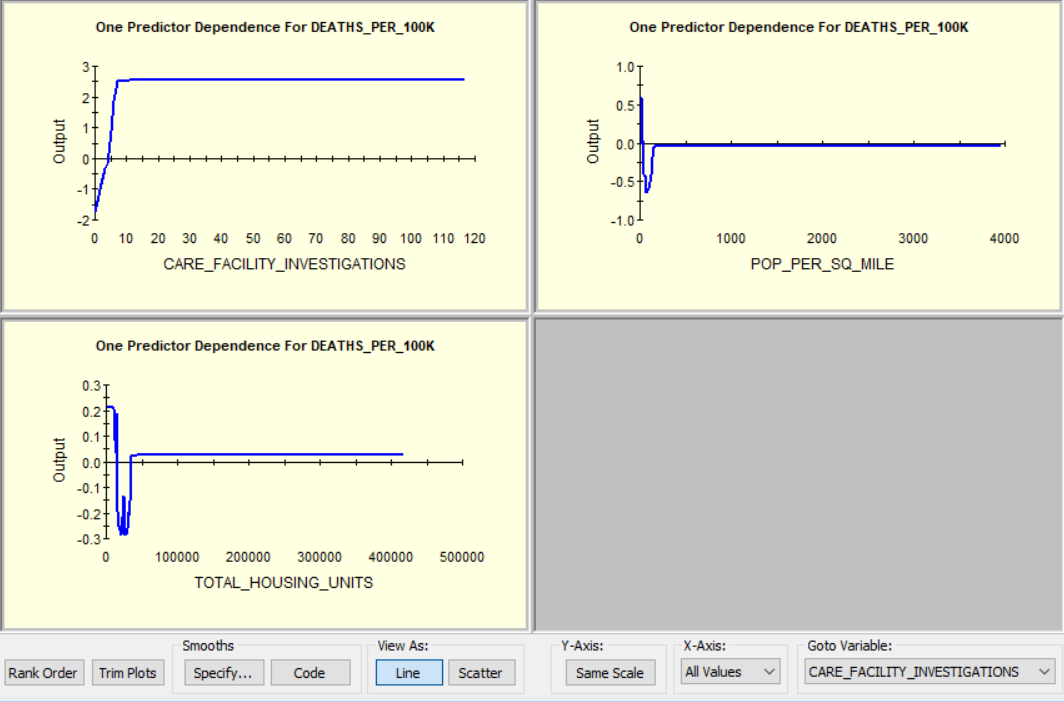 One Predictor Dependence For DEATHS_PER_100K
3
2
1
0
-1
-2
Output
0 10 20 30 40 50 60 70 80 90 100 110 120
CARE_FACILITY_INVESTIGATIONS
One Predictor Dependence For DEATHS_PER_100K
1.0
0.5
0.0
-0.5
-1.0
Output
0 1000 2000 3000 4000
POP_PER_SQ_MILE
One Predictor Dependence For DEATHS_PER_100K
0.3
0.2
0.1
0.0
-0.1
-0.2
-0.3
Output
0 100000 200000 300000 400000 500000
TOTAL_HOUSING_UNITS
Smooths View As: Y-Axis: X-Axis: Goto Variable:
Rank Order Trim Plots Specify... Code Line Scatter Same Scale All Values CARE_FACILITY_INVESTIGATIONS